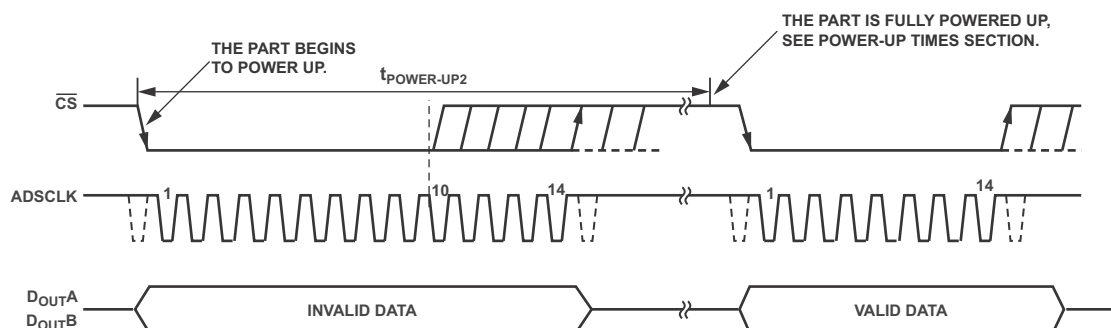 THE PART IS FULLY POWERED UP,
SEE POWER-UP TIMES SECTION.
THE PART BEGINS
TO POWER UP.
tPOWER-UP2
CS
ADSCLK
1
10
14
1
14
DOUTA
DOUTB
INVALID DATA
VALID DATA